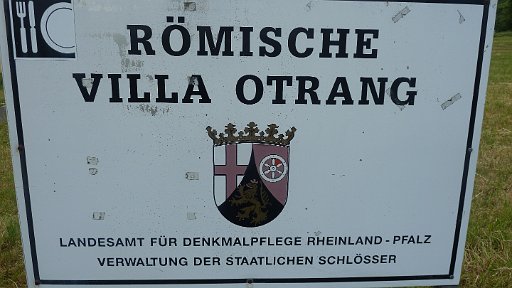 RÖMISCHE
VILLA OTRANG
LANDESAMT FÜR DENKMALPFLEGE RHEINLAND - PFALZ
VERWALTUNG DER STAATLICHEN SCHLÖSSER